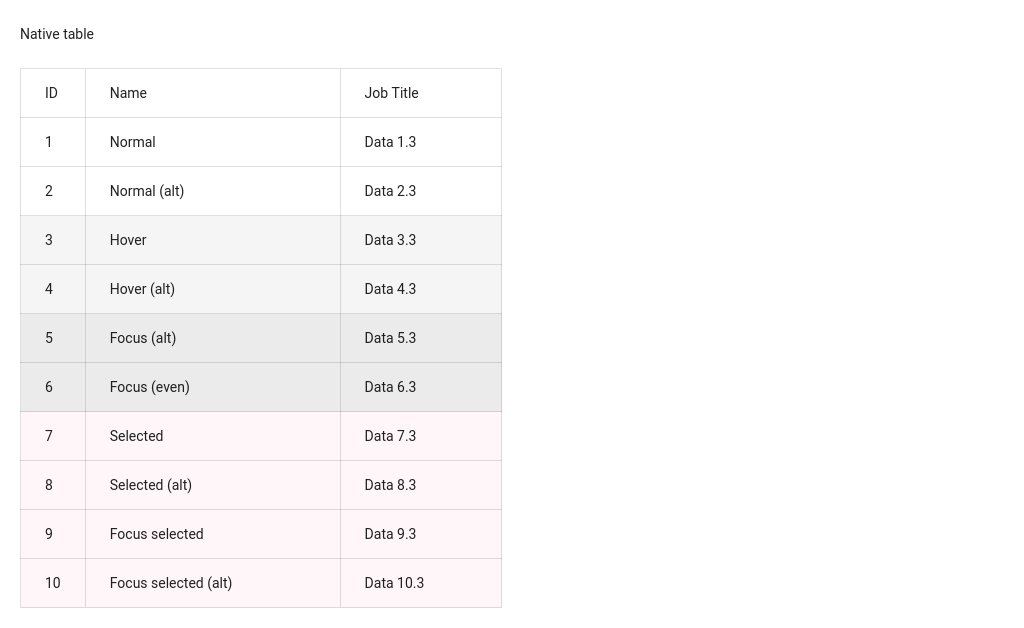 Native table
ID Name Job Title
1 Normal Data 1.3
2 Normal (alt) Data 2.3
3 Hover Data 3.3
4 Hover (alt) Data 4.3
5 Focus (alt) Data 5.3
6 Focus (even) Data 6.3
7 Selected Data 7.3
8 Selected (alt) Data 8.3
9 Focus selected Data 9.3
10 Focus selected (alt) Data 10.3